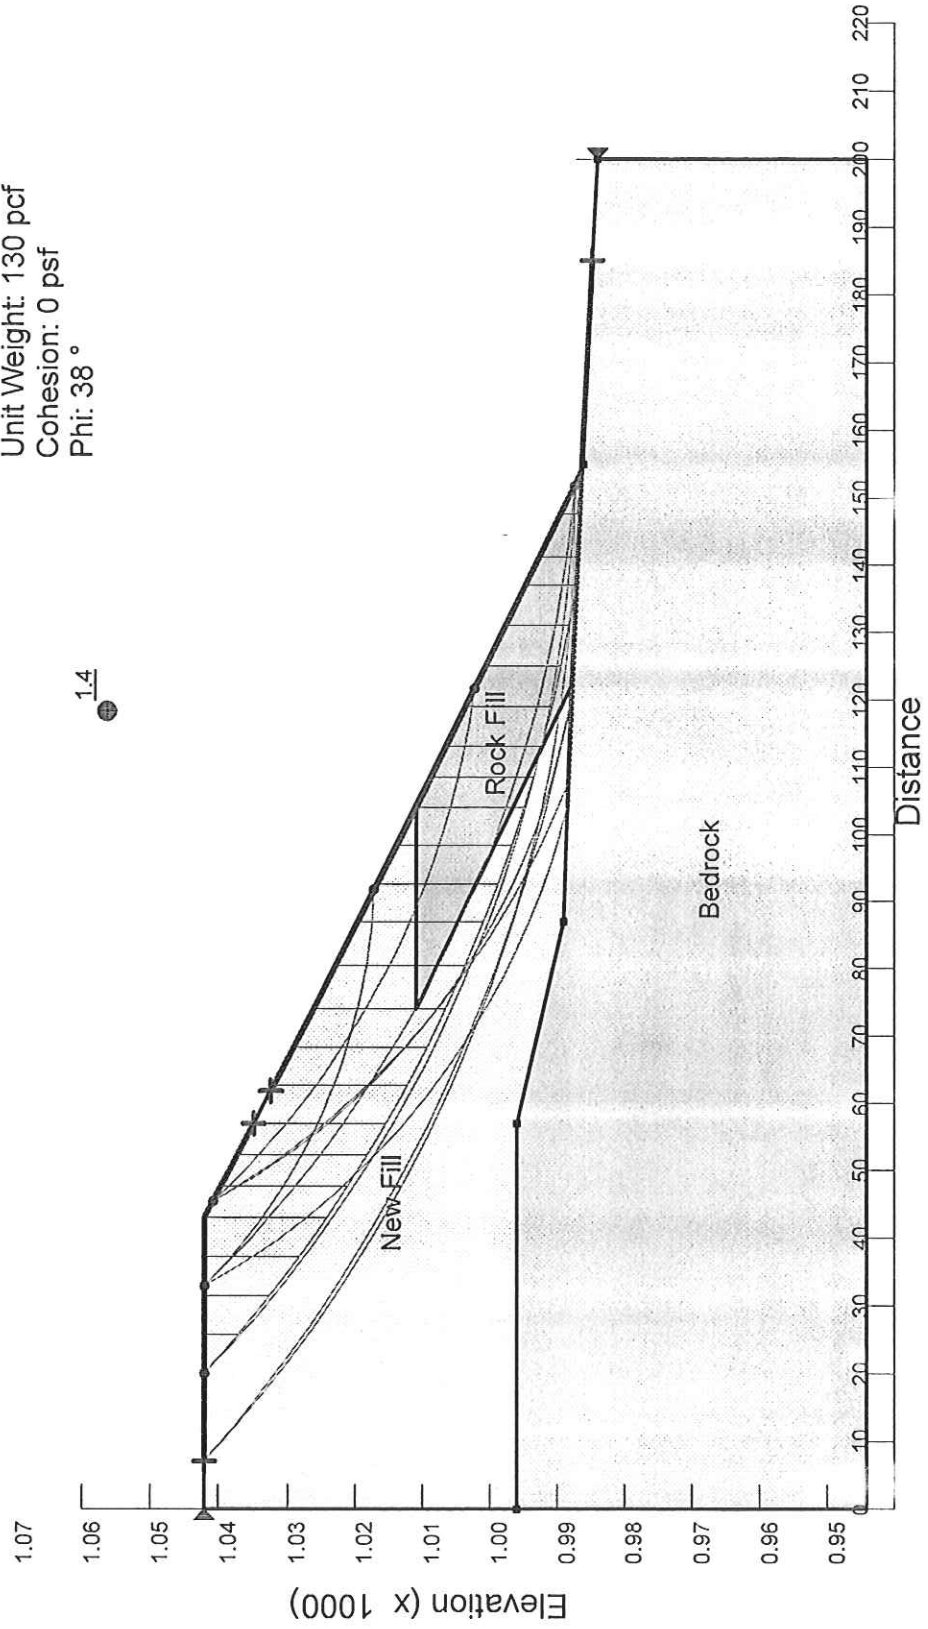 Unit Weight: 130 pcf
Cohesion: 0 psf
Phi: 38 °
1.4
Rock Fill
New Fill
Bedrock
Elevation (x 1000)
1.07
1.06
1.05
1.04
1.03
1.02
1.01
1.00
0.99
0.98
0.97
0.96
0.95
0 10 20 30 40 50 60 70 80 90 100 110 120 130 140 150 160 170 180 190 200 210 220
Distance